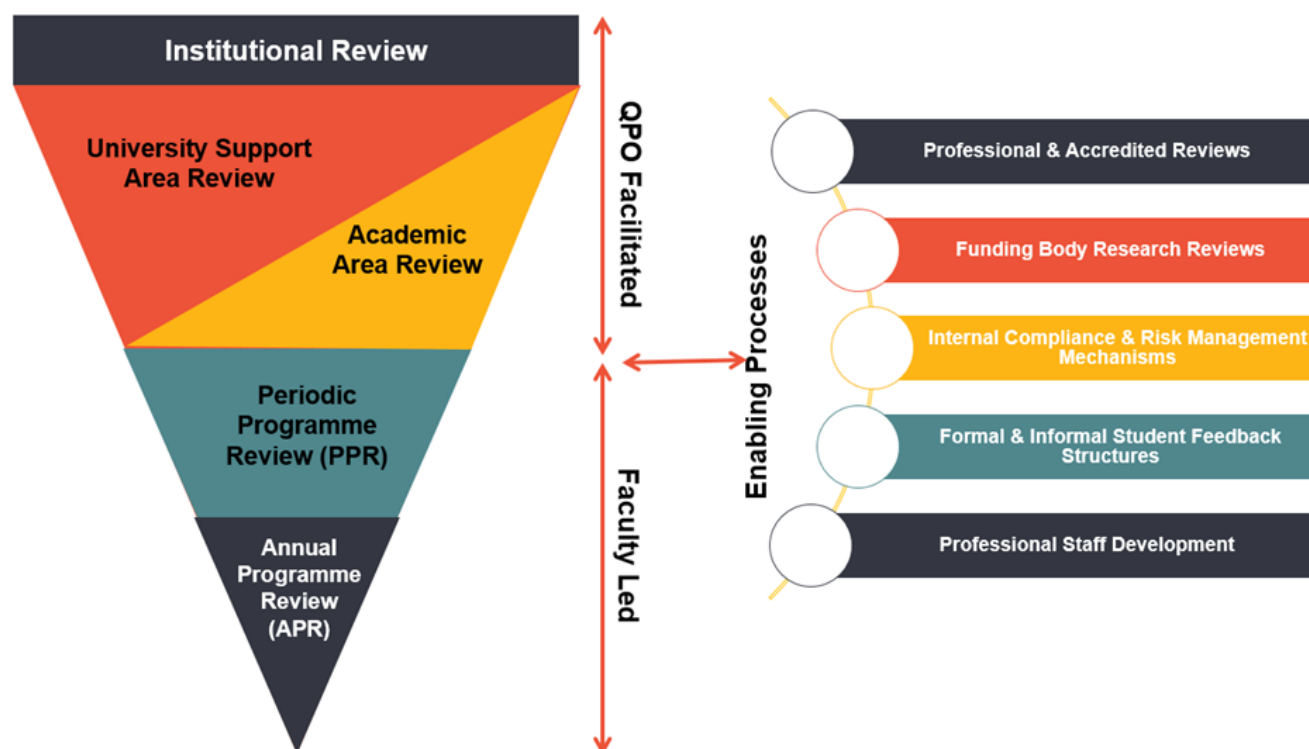 Institutional Review
University Support
Area Review
Academic
Area Review
Periodic
Programme
Review (PPR)
Annual
Programme
Review
(APR)
QPO Facilitated
Faculty Led
Enabling Processes
Professional & Accredited Reviews
Funding Body Research Reviews
Internal Compliance & Risk Management
Mechanisms
Formal & Informal Student Feedback
Structures
Professional Staff Development